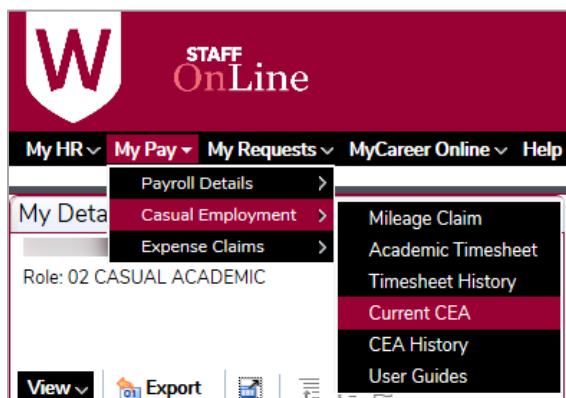 W
STAFF
OnLine
My HR My Pay My Requests MyCareer Online Help
Payroll Details
My Deta Casual Employment Mileage Claim
Expense Claims Academic Timesheet
Role: 02 CASUAL ACADEMIC Timesheet History
Current CEA
CEA History
View Export User Guides